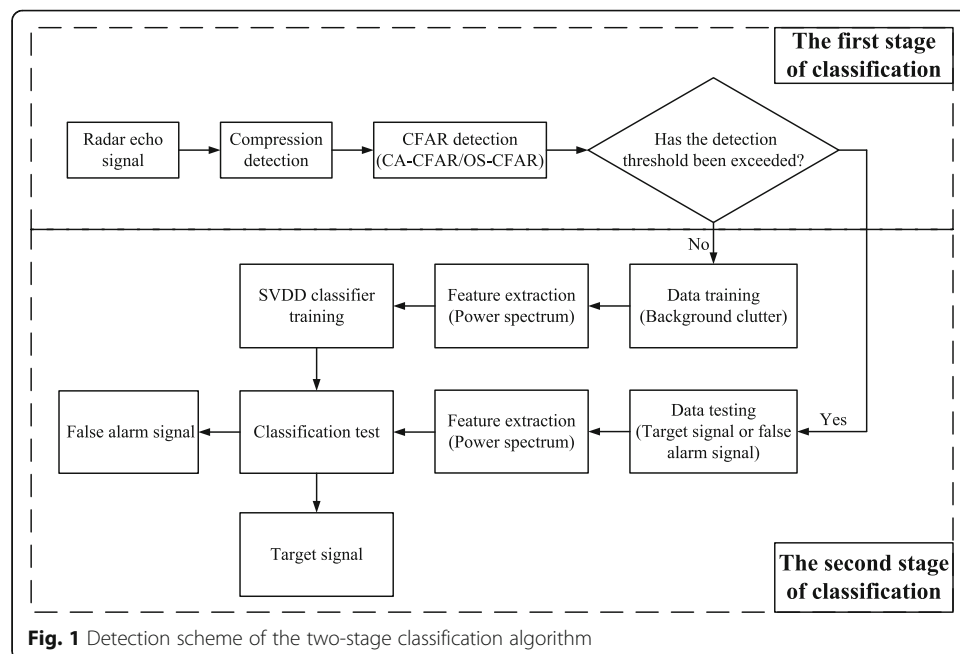 The first stage
of classification
Radar echo
signal
Compression
detection
CFAR detection
(CA-CFAR/OS-CFAR)
Has the detection
threshold been exceeded?
No
SVDD classifier
training
Feature extraction
(Power spectrum)
Data training
(Background clutter)
False alarm signal
Classification test
Feature extraction
(Power spectrum)
Data testing
(Target signal or false
alarm signal)
Yes
Target signal
The second stage
of classification
Fig. 1 Detection scheme of the two-stage classification algorithm